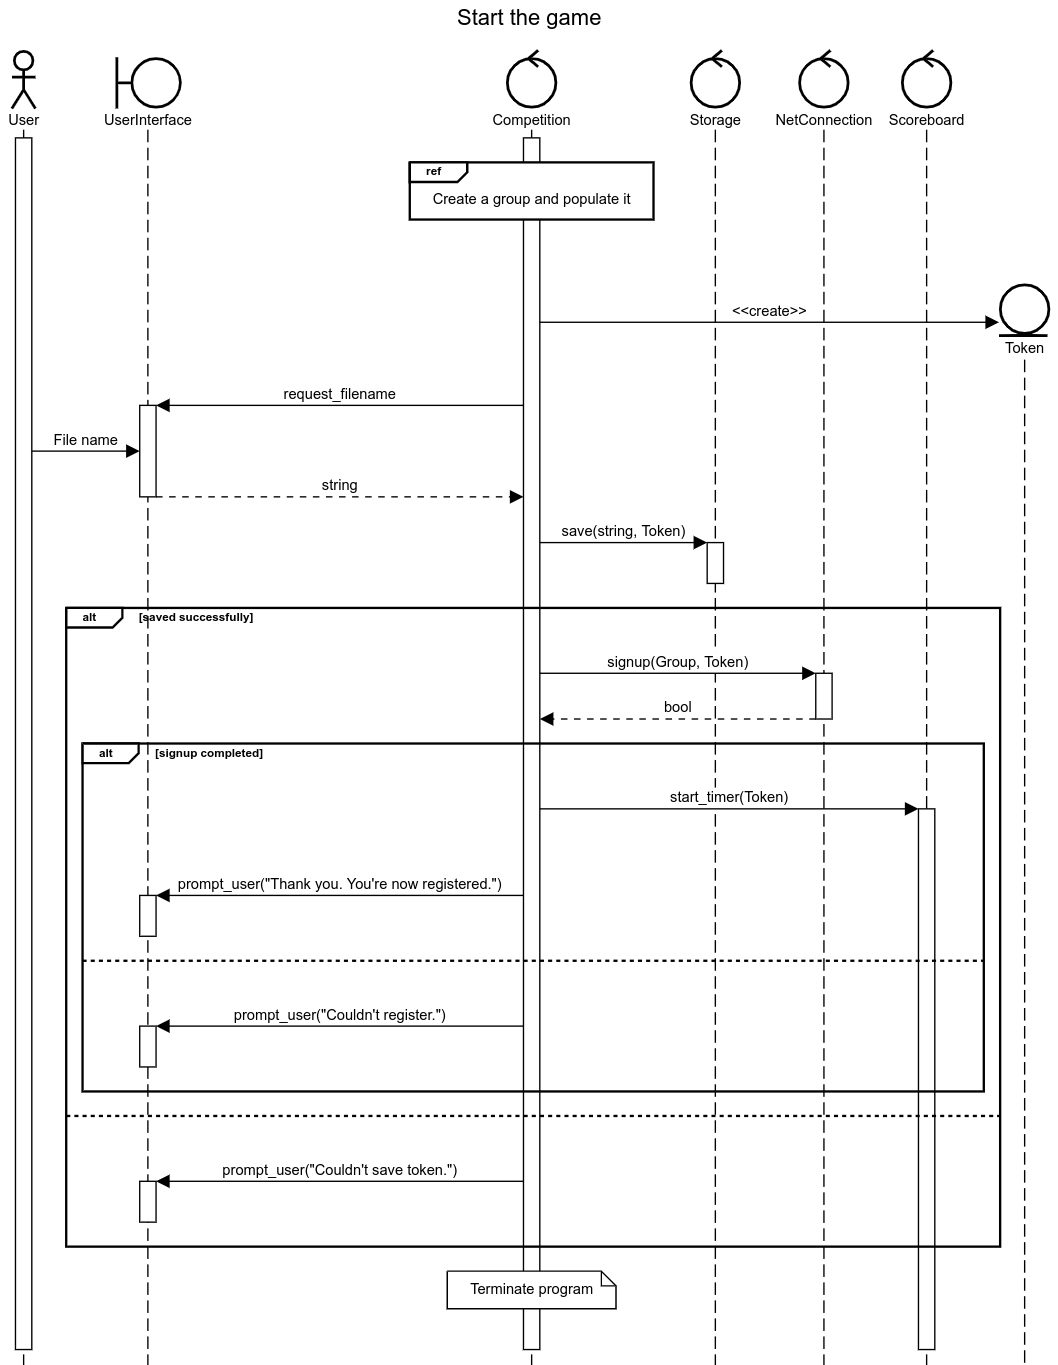 Start the game
User
UserInterface
Competition
Storage
NetConnection
Scoreboard
ref
Create a group and populate it
<<create>>
Token
request_filename
File name
string
save(string, Token)
alt
[saved successfully]
signup(Group, Token)
bool
alt
[signup completed]
start_timer(Token)
prompt_user("Thank you. You're now registered.")
prompt_user("Couldn't register.")
prompt_user("Couldn't save token.")
Terminate program